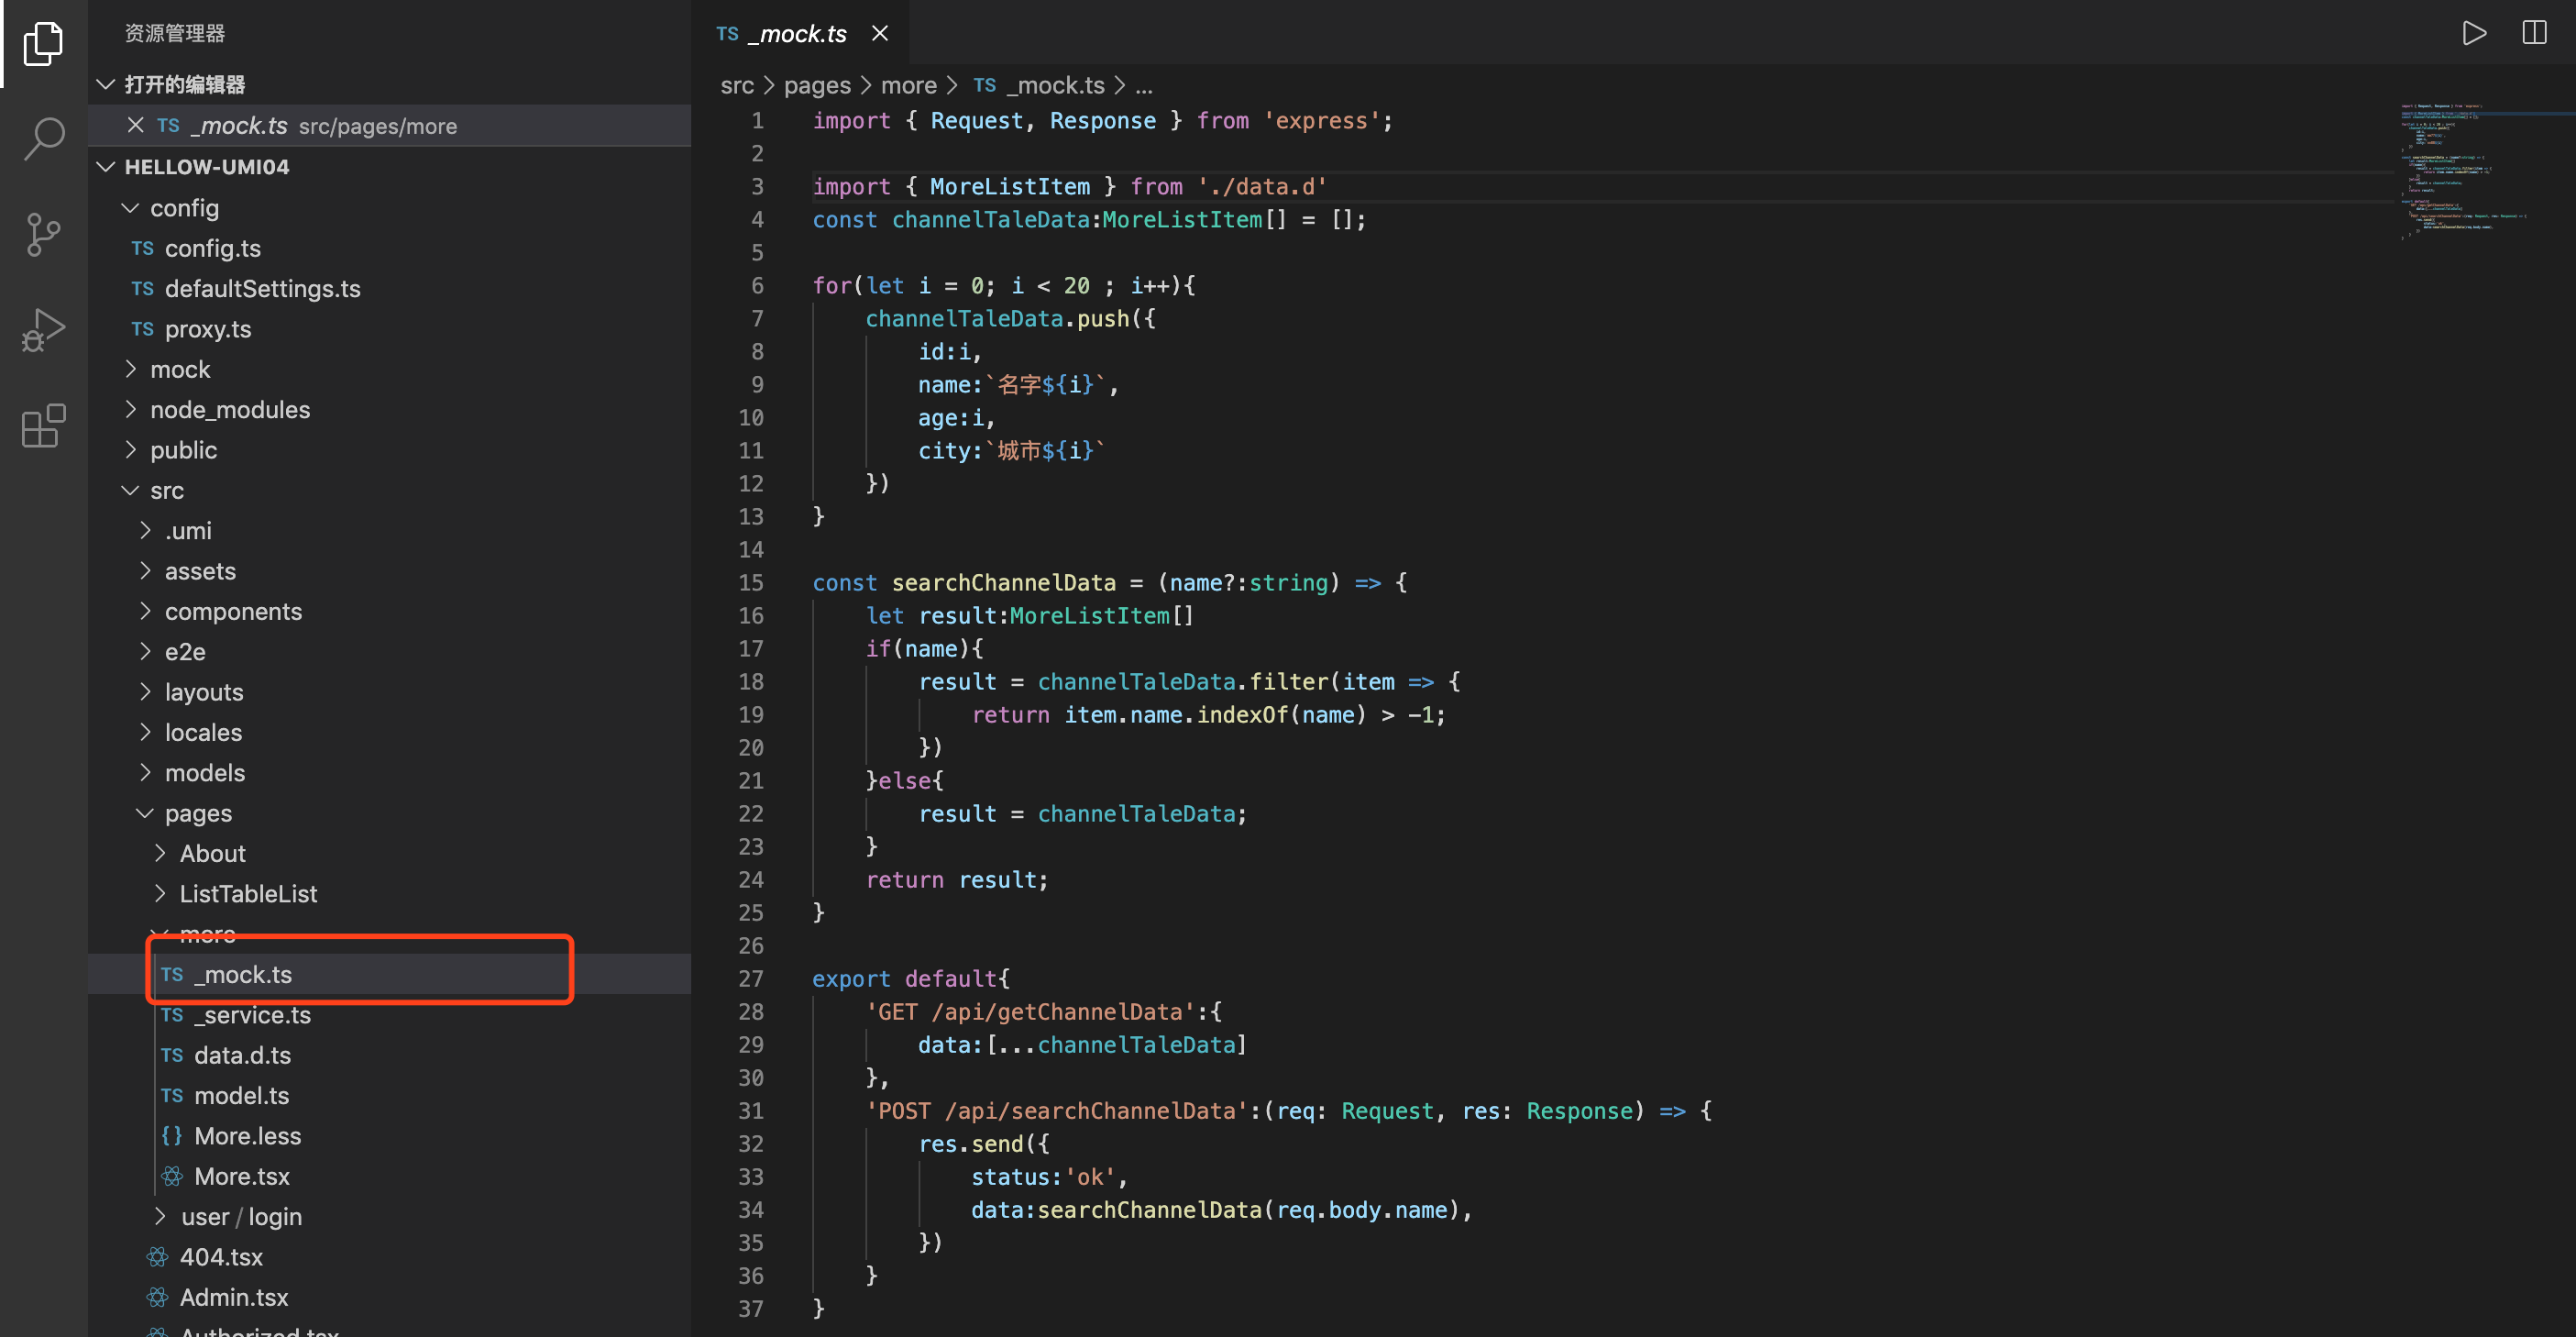 资源管理器
打开的编辑器
TS _mock.ts src/pages/more
HELLOW-UMI04
config
TS config.ts
TS defaultSettings.ts
TS proxy.ts
mock
node_modules
public
src
.umi
assets
components
e2e
layouts
locales
models
pages
About
ListTableList
more
TS _mock.ts
TS _service.ts
TS data.d.ts
TS model.ts
{} More.less
More.tsx
user / login
404.tsx
Admin.tsx
Authorized.tsx
TS _mock.ts
src > pages > more > TS _mock.ts > ...
1 import { Request, Response } from 'express';
2
3 import { MoreListItem } from './data.d'
4 const channelTaleData:MoreListItem[] = [];
5
6 for(let i = 0; i < 20 ; i++){
7 channelTaleData.push({
8 id:i,
9 name:`名字${i}`,
10 age:i,
11 city:`城市${i}`
12 })
13 }
14
15 const searchChannelData = (name?:string) => {
16 let result:MoreListItem[]
17 if(name){
18 result = channelTaleData.filter(item => {
19 return item.name.indexOf(name) > -1;
20 })
21 }else{
22 result = channelTaleData;
23 }
24 return result;
25 }
26
27 export default{
28 'GET /api/getChannelData':{
29 data:[...channelTaleData]
30 },
31 'POST /api/searchChannelData':(req: Request, res: Response) => {
32 res.send({
33 status:'ok',
34 data:searchChannelData(req.body.name),
35 })
36 }
37 }